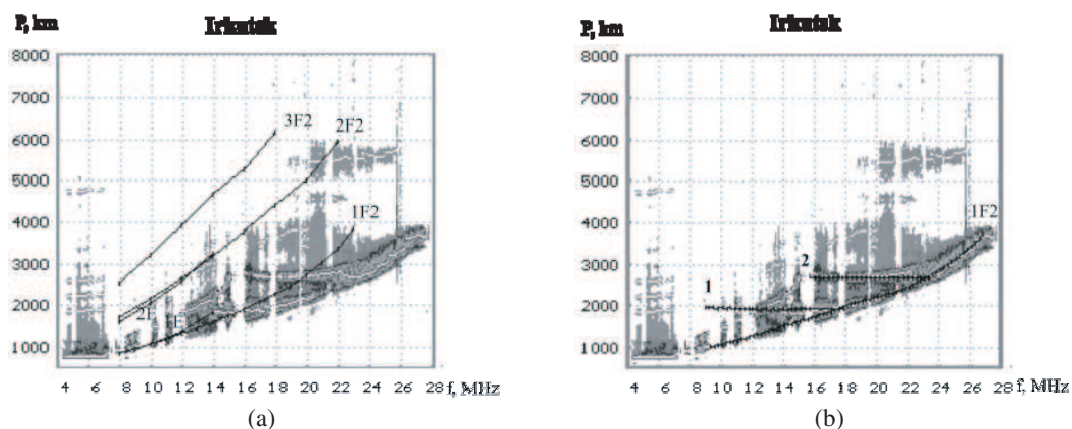 P, km
Irkutsk
8000
7000
6000
5000
4000
3000
2000
1000
3F2
2F2
1F2
2E
1E
4 6 8 10 12 14 16 18 20 22 24 26 28 f, MHz
(a)
P, km
Irkutsk
8000
7000
6000
5000
4000
3000
2000
1000
1F2
2
1
4 6 8 10 12 14 16 18 20 22 24 26 28 f, MHz
(b)